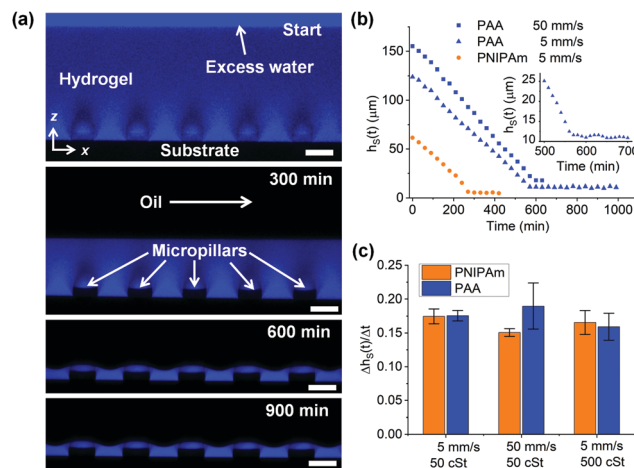 (a)
Start
Excess water
Hydrogel
z
x
Substrate
300 min
Oil
Micropillars
600 min
900 min
(b)
PAA 50 mm/s
PAA 5 mm/s
PNIPAm 5 mm/s
150
100
50
0
hS(t) (μm)
0 200 400 600 800 1000
Time (min)
25
20
15
10
hS(t) (μm)
500 600 700
Time (min)
(c)
PNIPAm
PAA
0.30
0.25
0.20
0.15
0.10
0.05
0.00
ΔhS(t)/Δt
5 mm/s 50 mm/s 5 mm/s
50 cSt 50 cSt 500 cSt